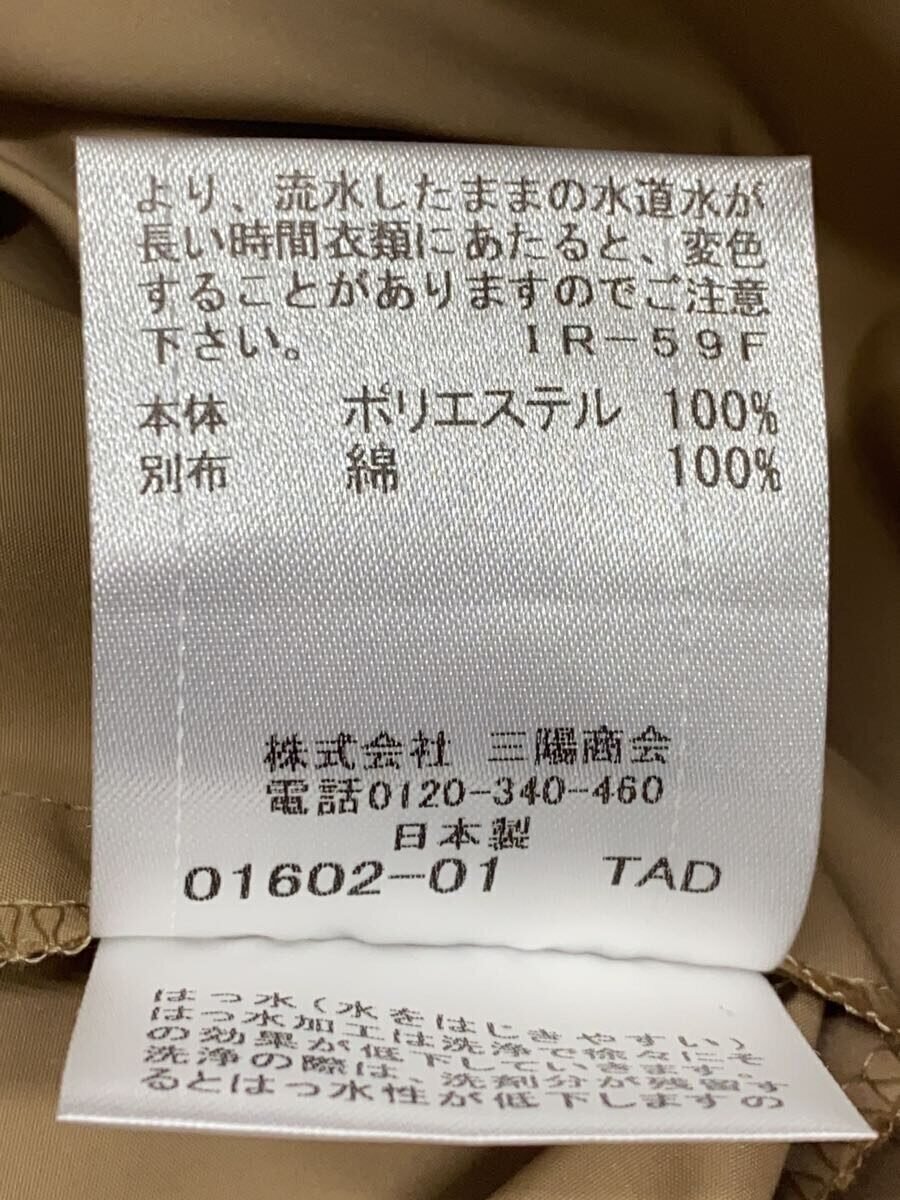 より、流水したままの水道水が
長い時間衣類にあたると、変色
することがありますのでご注意
下さい。 IR-59F
本体 ポリエステル 100%
別布 綿 100%
株式会社 三陽商会
電話0120-340-460
日本製
01602-01 TAD
はっ水(水をはじきやすい)
はっ水加工は洗浄で徐々にそ
の効果が低下していきます。
洗浄の際は、洗剤分が残留す
るとはっ水性が低下しますの